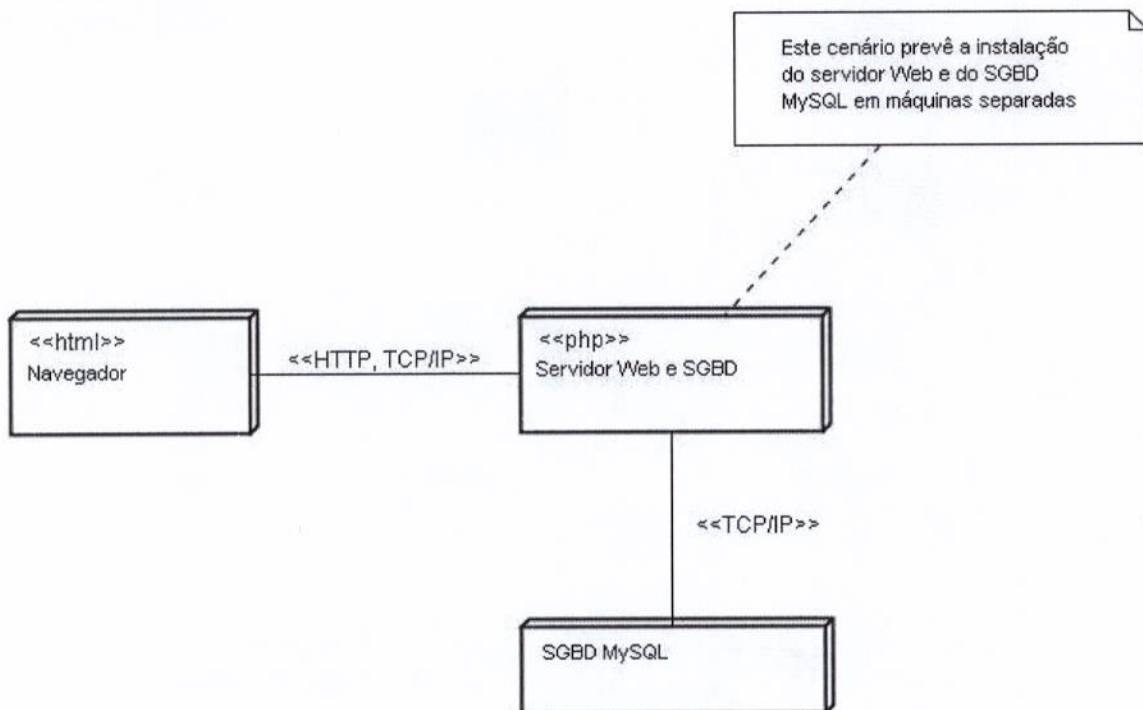 Este cenário prevê a instalação
do servidor Web e do SGBD
MySQL em máquinas separadas
<<html>>
Navegador
<<HTTP, TCP/IP>>
<<php>>
Servidor Web e SGBD
<<TCP/IP>>
SGBD MySQL